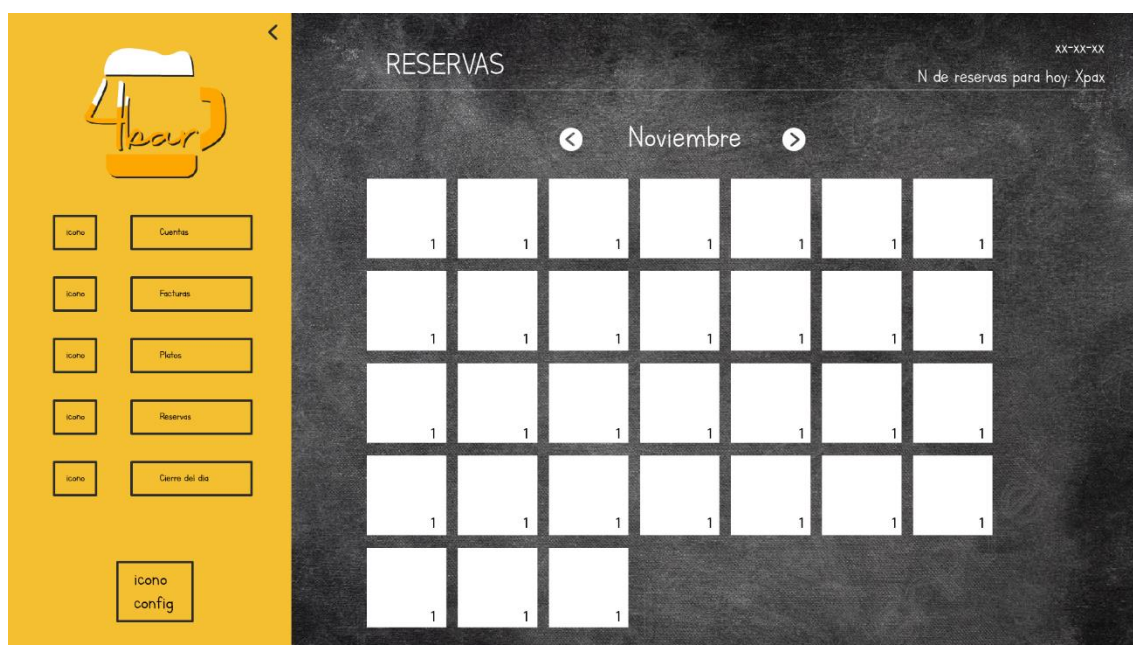 4bar
Cuentas
icono
Facturas
icono
Platos
icono
Reservas
icono
Cierre del dia
icono
icono
config
RESERVAS
xx-xx-xx
N de reservas para hoy: Xpax
Noviembre
1 1 1 1 1 1 1
1 1 1 1 1 1 1
1 1 1 1 1 1 1
1 1 1 1 1 1 1
1 1 1